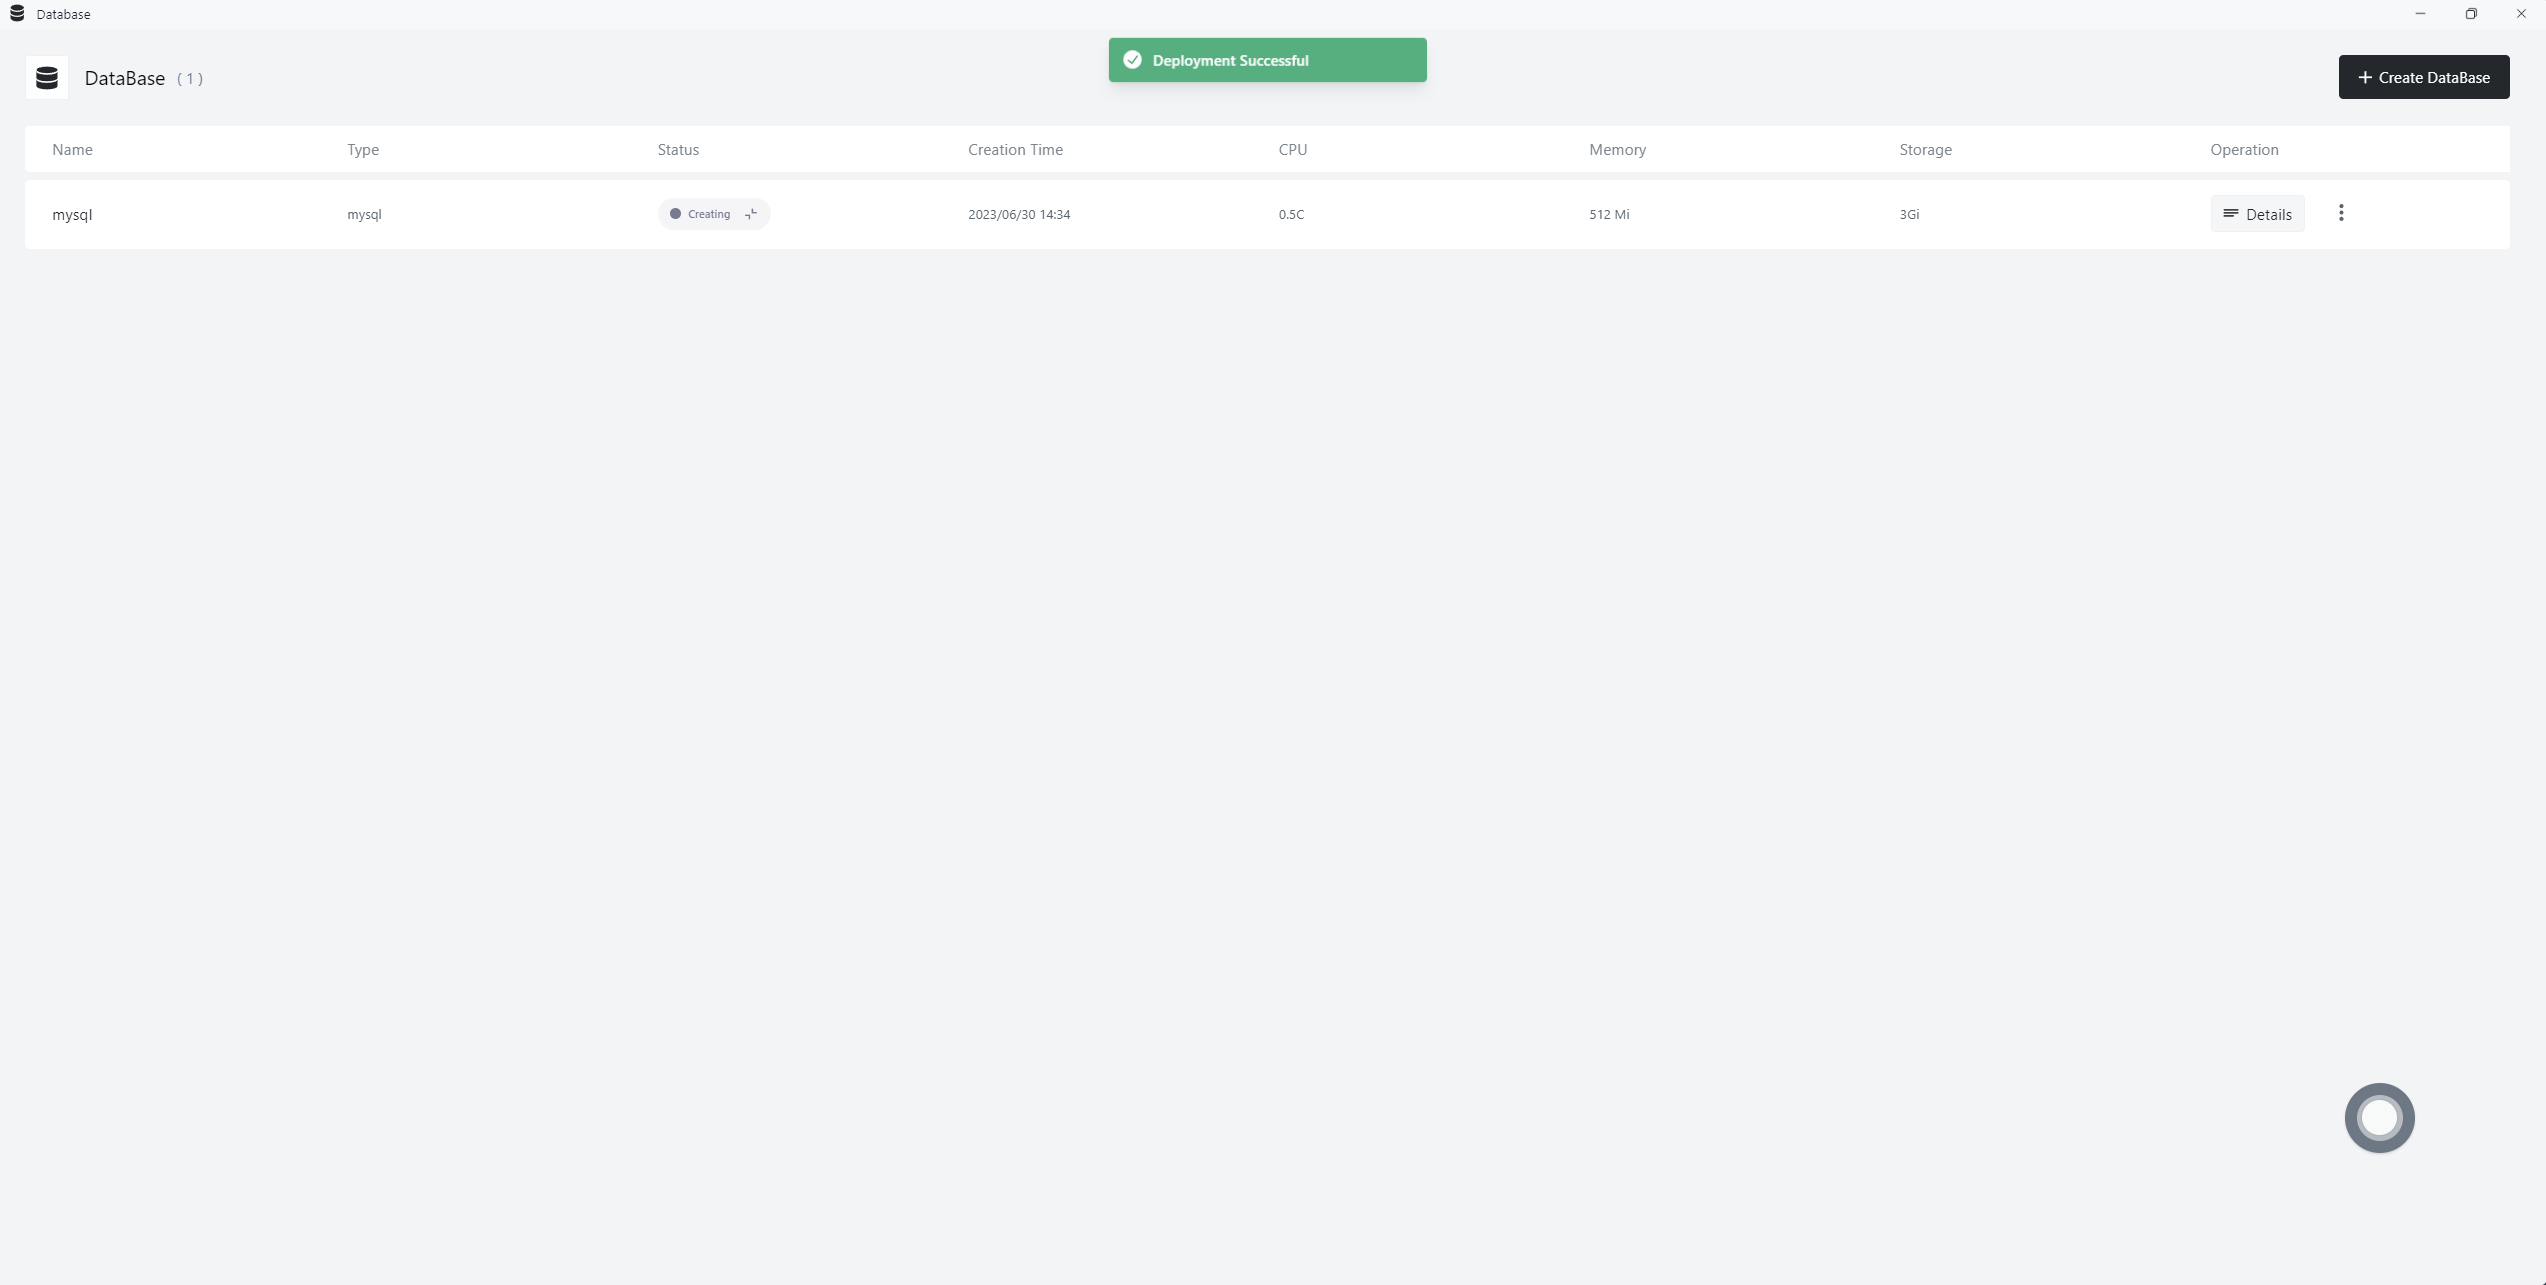 Database
DataBase ( 1 )
Deployment Successful
+ Create DataBase
Name Type Status Creation Time CPU Memory Storage Operation
mysql mysql Creating 2023/06/30 14:34 0.5C 512 Mi 3Gi Details